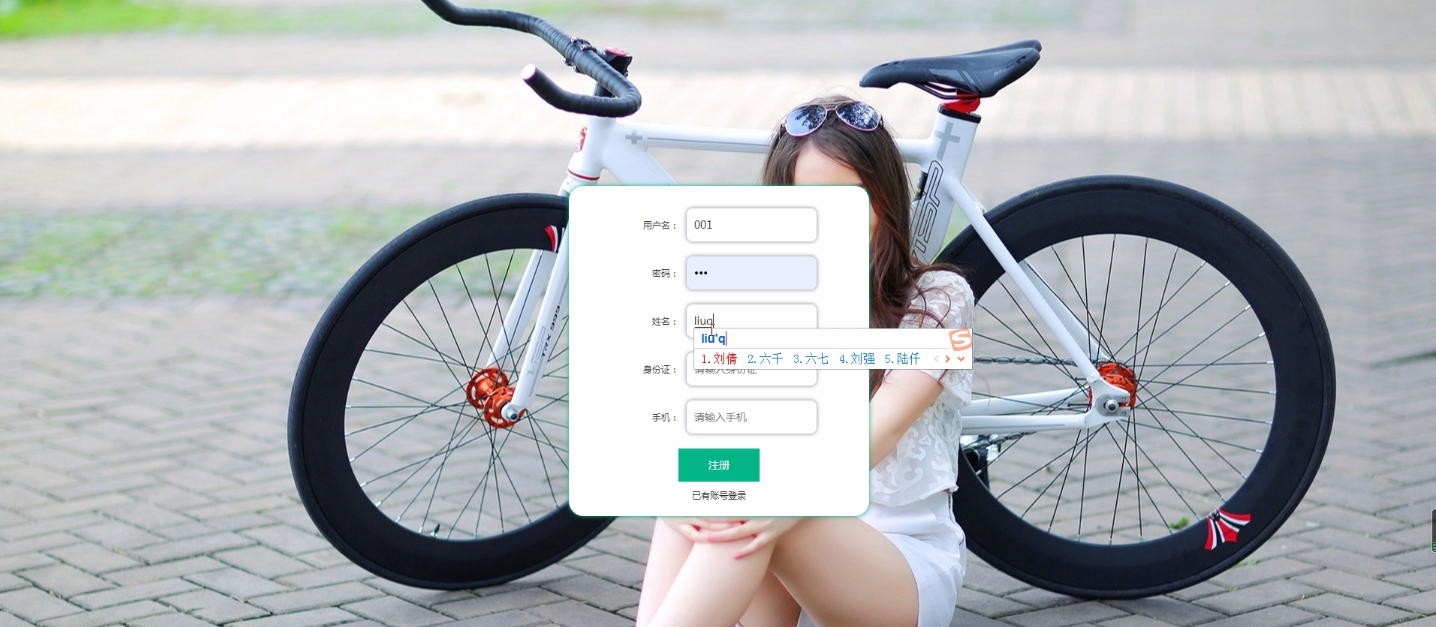 用户名： 001
密码： •••
姓名： liuq
liu'q
1.刘倩 2.六千 3.六七 4.刘强 5.陆仟
身份证： 请输入身份证
手机： 请输入手机
注册
已有账号登录